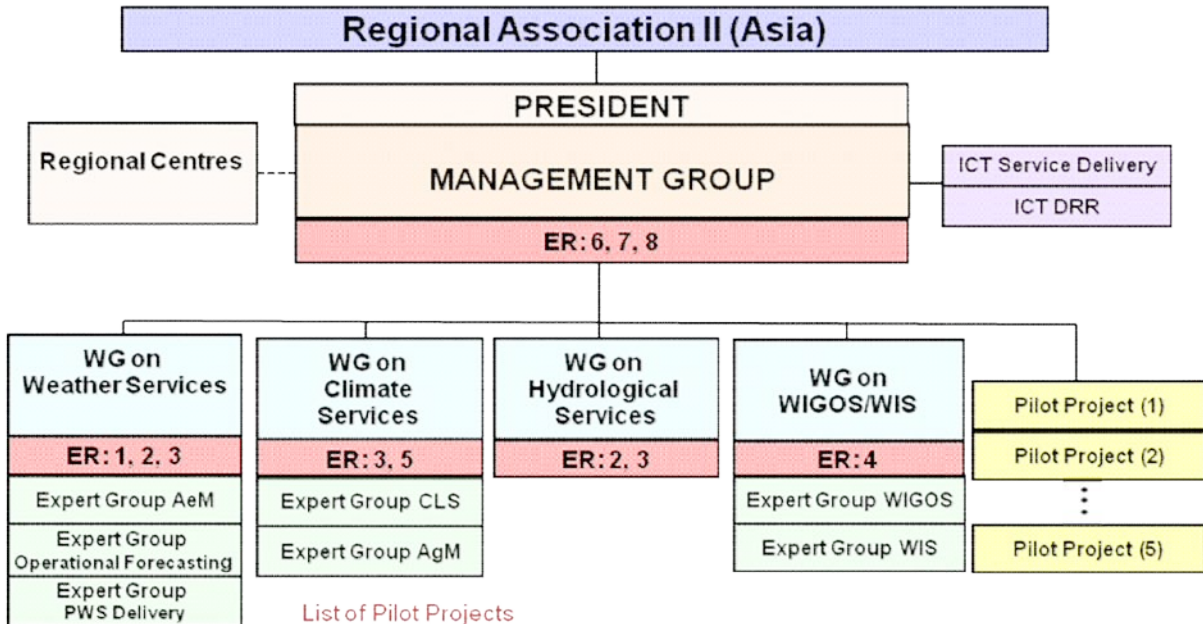 Regional Association II (Asia)
PRESIDENT
Regional Centres
MANAGEMENT GROUP
ICT Service Delivery
ICT DRR
ER: 6, 7, 8
WG on
Weather Services
ER: 1, 2, 3
Expert Group AeM
Expert Group
Operational Forecasting
Expert Group
PWS Delivery
WG on
Climate
Services
ER: 3, 5
Expert Group CLS
Expert Group AgM
WG on
Hydrological
Services
ER: 2, 3
WG on
WIGOS/WIS
ER: 4
Expert Group WIGOS
Expert Group WIS
Pilot Project (1)
Pilot Project (2)
Pilot Project (5)
List of Pilot Projects